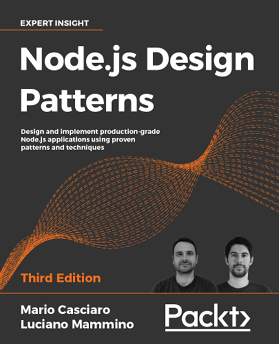 EXPERT INSIGHT
Node.js Design
Patterns
Design and implement production-grade
Node.js applications using proven
patterns and techniques
Third Edition
Mario Casciaro
Luciano Mammino
Packt>